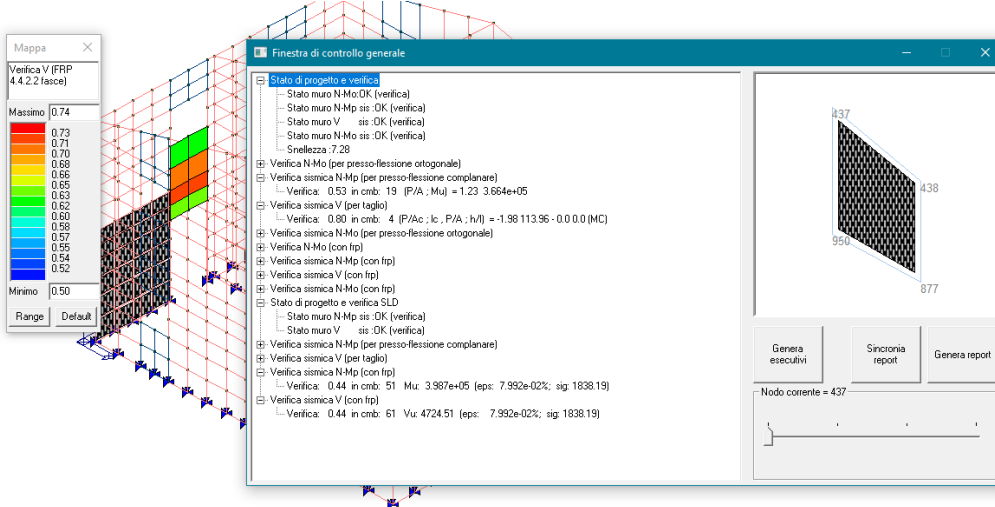 Mappa
Verifica V (FRP
4.4.2.2 fasce)
Massimo 0.74
0.73
0.71
0.70
0.68
0.66
0.65
0.63
0.62
0.60
0.58
0.57
0.55
0.54
0.52
Minimo 0.50
Range Default
Finestra di controllo generale
Stato di progetto e verifica
Stato muro N-Mo:OK (verifica)
Stato muro N-Mp sis :OK (verifica)
Stato muro V sis :OK (verifica)
Stato muro N-Mo sis :OK (verifica)
Snellezza :7.28
Verifica N-Mo (per presso-flessione ortogonale)
Verifica sismica N-Mp (per presso-flessione complanare)
Verifica: 0.53 in cmb: 19 (P/A ; Mu) = 1.23 3.664e+05
Verifica sismica V (per taglio)
Verifica: 0.80 in cmb: 4 (P/Ac ; lc , P/A ; h/l) = -1.98 113.96 - 0.0 0.0 (MC)
Verifica sismica N-Mo (per presso-flessione ortogonale)
Verifica N-Mo (con frp)
Verifica sismica N-Mp (con frp)
Verifica sismica V (con frp)
Verifica sismica N-Mo (con frp)
Stato di progetto e verifica SLD
Stato muro N-Mp sis :OK (verifica)
Stato muro V sis :OK (verifica)
Verifica sismica N-Mp (per presso-flessione complanare)
Verifica sismica V (per taglio)
Verifica sismica N-Mp (con frp)
Verifica: 0.44 in cmb: 51 Mu: 3.987e+05 (eps: 7.992e-02%; sig: 1838.19)
Verifica sismica V (con frp)
Verifica: 0.44 in cmb: 61 Vu: 4724.51 (eps: 7.992e-02%; sig: 1838.19)
437
438
950
877
Genera
esecutivi
Sincronia
report
Genera report
Nodo corrente = 437